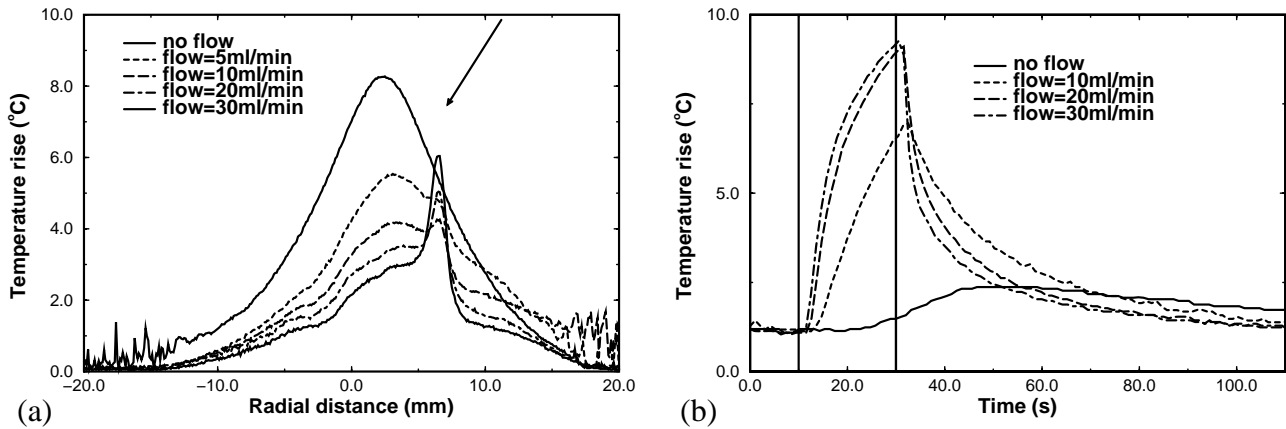 10.0
8.0
6.0
4.0
2.0
0.0
Temperature rise (°C)
no flow
flow=5ml/min
flow=10ml/min
flow=20ml/min
flow=30ml/min
−20.0 −10.0 0.0 10.0 20.0
Radial distance (mm)
(a)
10.0
5.0
0.0
Temperature rise (°C)
no flow
flow=10ml/min
flow=20ml/min
flow=30ml/min
0.0 20.0 40.0 60.0 80.0 100.0
Time (s)
(b)